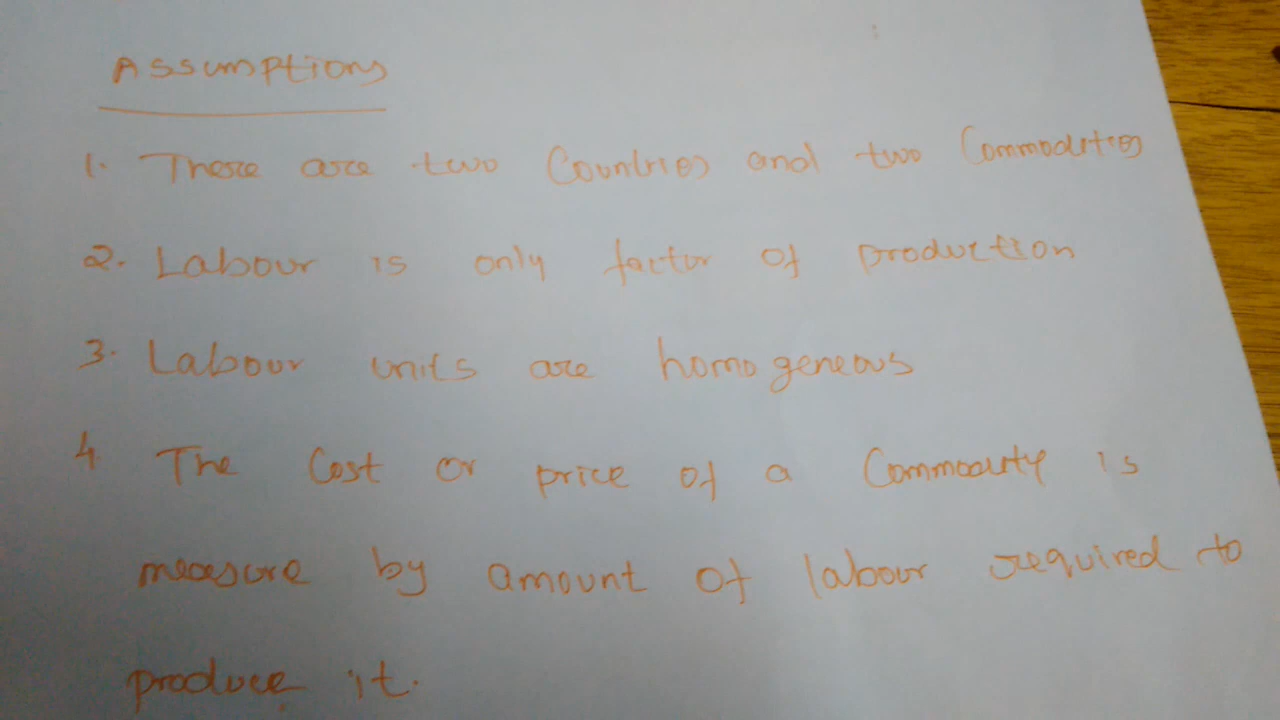 Assumptions
1. There are two Countries and two Commodities
2. Labour is only factor of production
3. Labour units are homogeneous
4. The Cost or price of a Commodity is
measure by amount of labour required to
produce it.